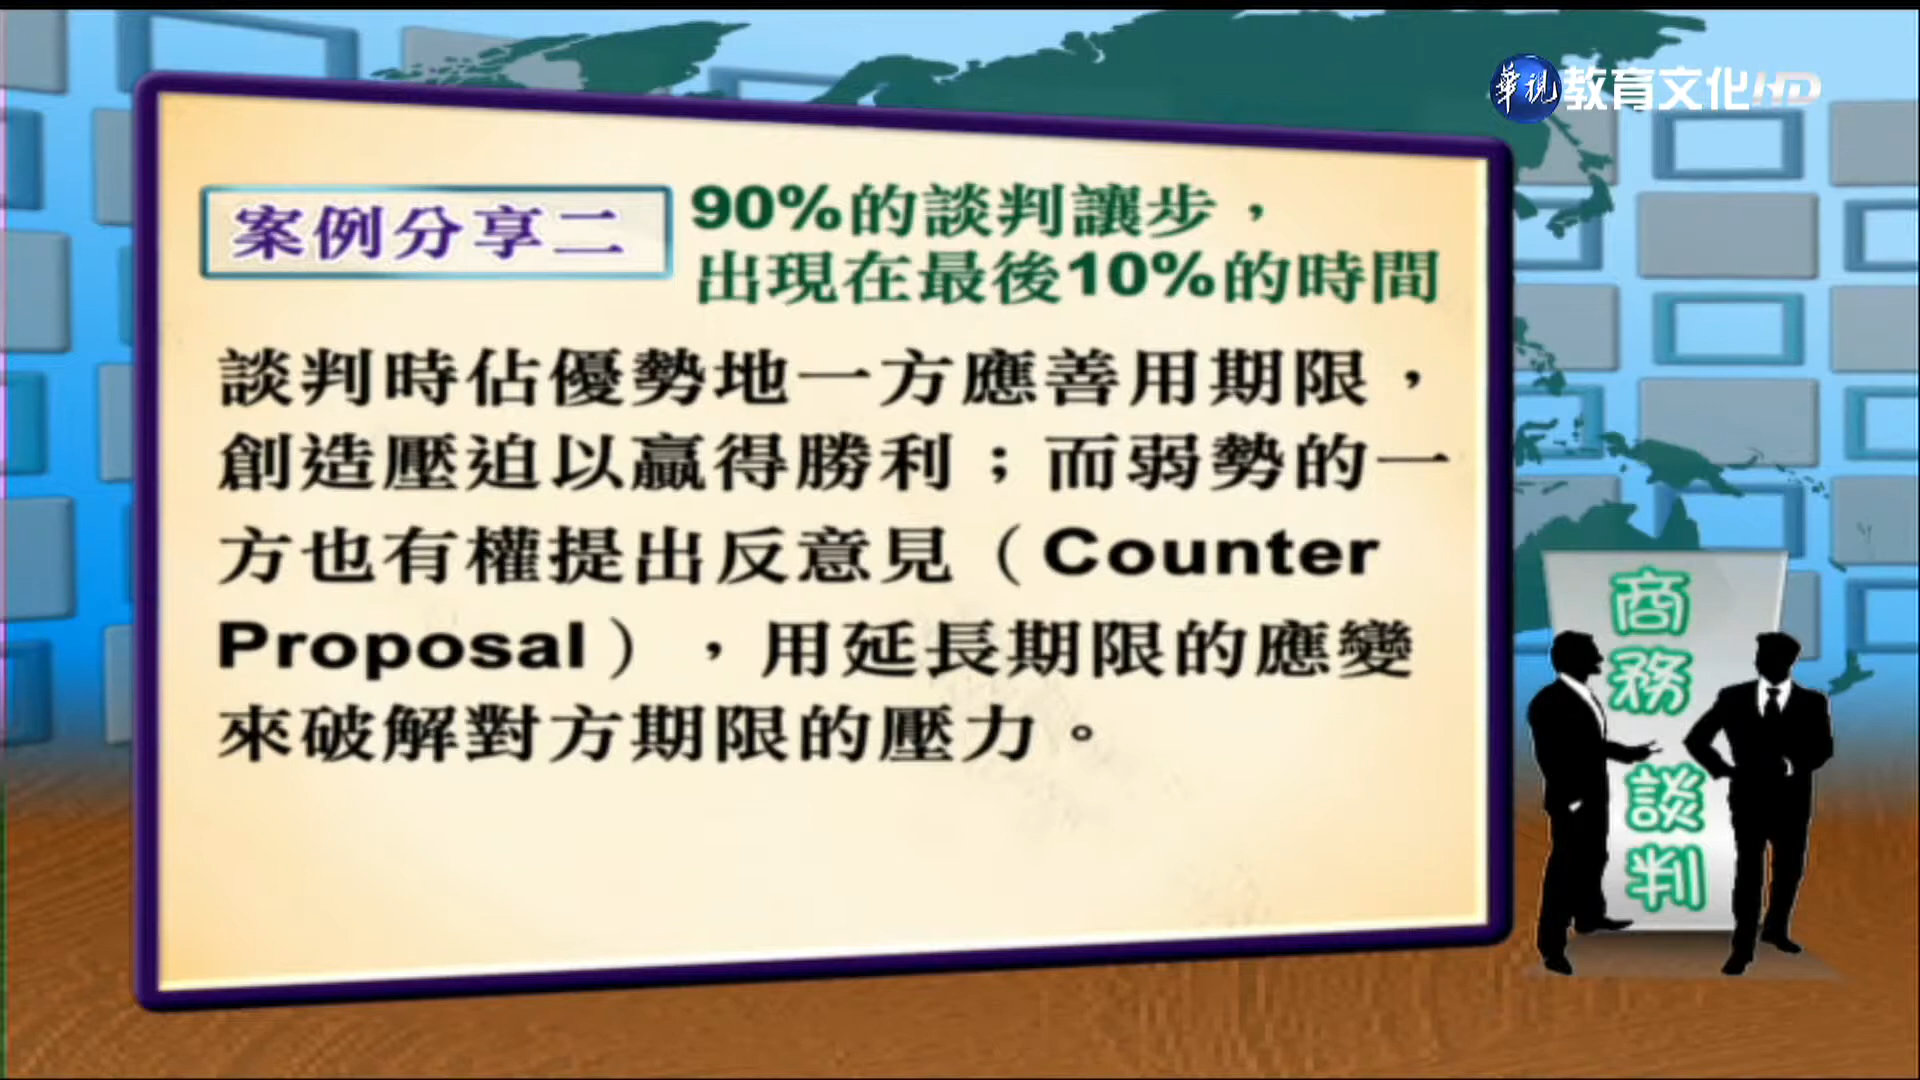 華視教育文化HD
案例分享二
90%的談判讓步，
出現在最後10%的時間
談判時佔優勢地一方應善用期限，
創造壓迫以贏得勝利；而弱勢的一
方也有權提出反意見（Counter
Proposal），用延長期限的應變
來破解對方期限的壓力。
商務談判